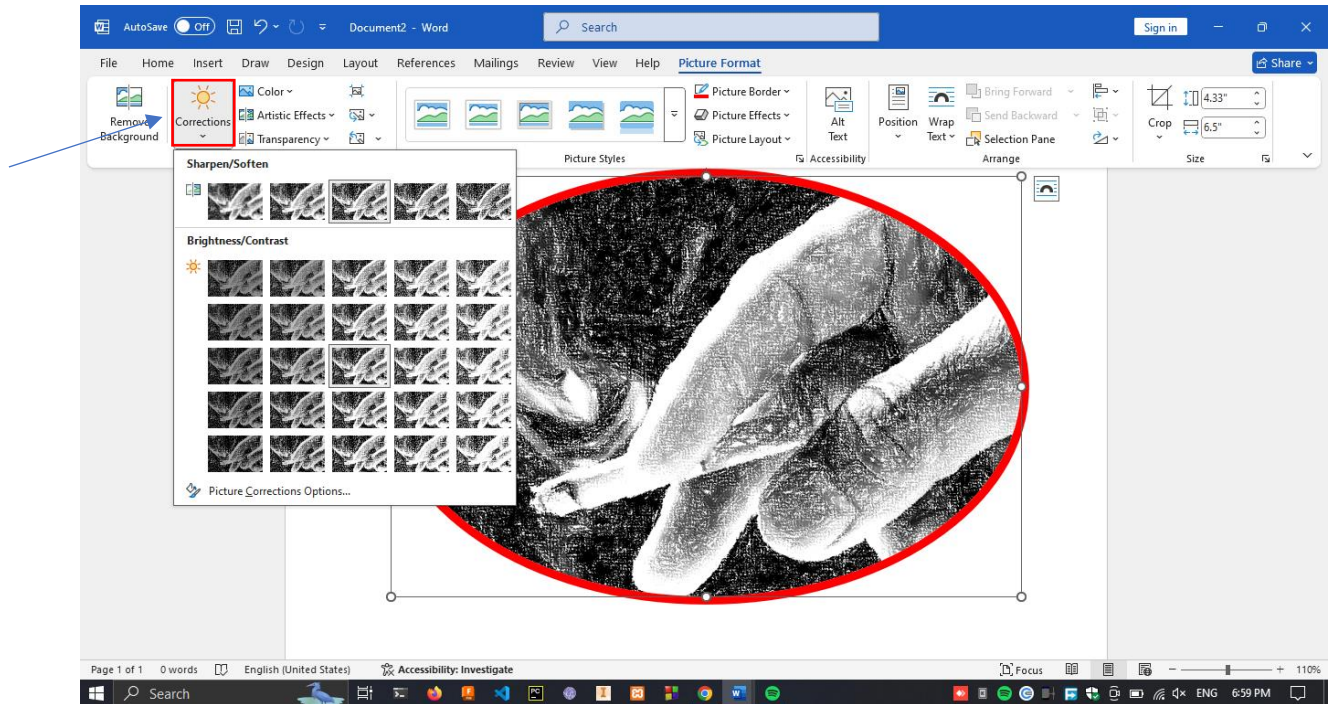 AutoSave Off Document2 - Word Search Sign in
File Home Insert Draw Design Layout References Mailings Review View Help Picture Format Share
Remove Background
Corrections
Color
Artistic Effects
Transparency
Picture Border
Picture Effects
Picture Layout
Picture Styles
Alt Text
Accessibility
Position
Wrap Text
Bring Forward
Send Backward
Selection Pane
Arrange
Crop
4.33"
6.5"
Size
Sharpen/Soften
Brightness/Contrast
Picture Corrections Options...
Page 1 of 1 0 words English (United States) Accessibility: Investigate Focus 110%
Search ENG 6:59 PM